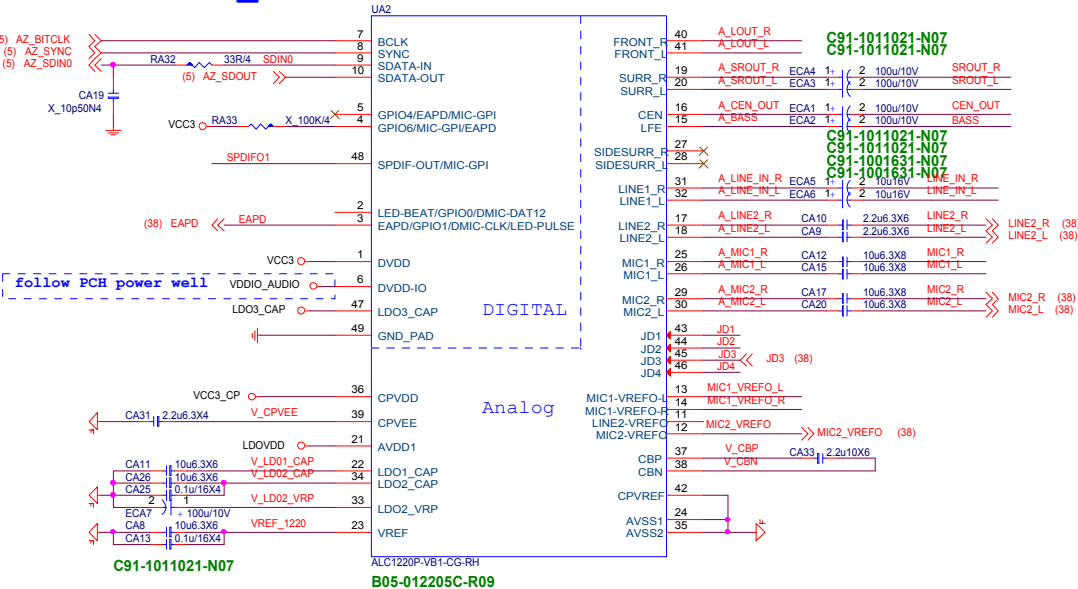 UA2
5) AZ_BITCLK 7 BCLK
(5) AZ_SYNC 8 SYNC
(5) AZ_SDIN0 RA32 33R/4 SDIN0 9 SDATA-IN
(5) AZ_SDOUT 10 SDATA-OUT
CA19
X_10p50N4
5 GPIO4/EAPD/MIC-GPI
VCC3 RA33 X_100K/4 4 GPIO6/MIC-GPI/EAPD
SPDIFO1 48 SPDIF-OUT/MIC-GPI
2 LED-BEAT/GPIO0/DMIC-DAT12
(38) EAPD EAPD 3 EAPD/GPIO1/DMIC-CLK/LED-PULSE
VCC3 1 DVDD
follow PCH power well VDDIO_AUDIO 6 DVDD-IO
LDO3_CAP 47 LDO3_CAP
49 GND_PAD
DIGITAL
VCC3_CP 36 CPVDD
Analog
CA31 2.2u6.3X4 V_CPVEE 39 CPVEE
LDOVDD 21 AVDD1
CA11 10u6.3X6 V_LD01_CAP 22 LDO1_CAP
CA26 10u6.3X6 V_LD02_CAP 34 LDO2_CAP
CA25 0.1u/16X4
2 1 V_LD02_VRP 33 LDO2_VRP
ECA7 + 100u/10V
CA8 10u6.3X6 VREF_1220 23 VREF
CA13 0.1u/16X4
C91-1011021-N07
FRONT_R 40 A_LOUT_R C91-1011021-N07
FRONT_L 41 A_LOUT_L C91-1011021-N07
SURR_R 19 A_SROUT_R ECA4 1+ 2 100u/10V SROUT_R
SURR_L 20 A_SROUT_L ECA3 1+ 2 100u/10V SROUT_L
CEN 16 A_CEN_OUT ECA1 1+ 2 100u/10V CEN_OUT
LFE 15 A_BASS ECA2 1+ 2 100u/10V BASS
C91-1011021-N07
SIDESURR_R 27 C91-1011021-N07
SIDESURR_L 28 C91-1001631-N07
C91-1001631-N07
LINE1_R 31 A_LINE_IN_R ECA5 1+ 2 10u16V LINE_IN_R
LINE1_L 32 A_LINE_IN_L ECA6 1+ 2 10u16V LINE_IN_L
LINE2_R 17 A_LINE2_R CA10 2.2u6.3X6 LINE2_R LINE2_R (38)
LINE2_L 18 A_LINE2_L CA9 2.2u6.3X6 LINE2_L LINE2_L (38)
MIC1_R 25 A_MIC1_R CA12 10u6.3X8 MIC1_R
MIC1_L 26 A_MIC1_L CA15 10u6.3X8 MIC1_L
MIC2_R 29 A_MIC2_R CA17 10u6.3X8 MIC2_R MIC2_R (38)
MIC2_L 30 A_MIC2_L CA20 10u6.3X8 MIC2_L MIC2_L (38)
JD1 43 JD1
JD2 44 JD2
JD3 45 JD3 JD3 (38)
JD4 46 JD4
MIC1-VREFO-L 13 MIC1_VREFO_L
MIC1-VREFO-R 14 MIC1_VREFO_R
LINE2-VREFO 11
MIC2-VREFO 12 MIC2_VREFO MIC2_VREFO (38)
CBP 37 V_CBP CA33 2.2u10X6
CBN 38 V_CBN
CPVREF 42
AVSS1 24
AVSS2 35
ALC1220P-VB1-CG-RH
B05-012205C-R09